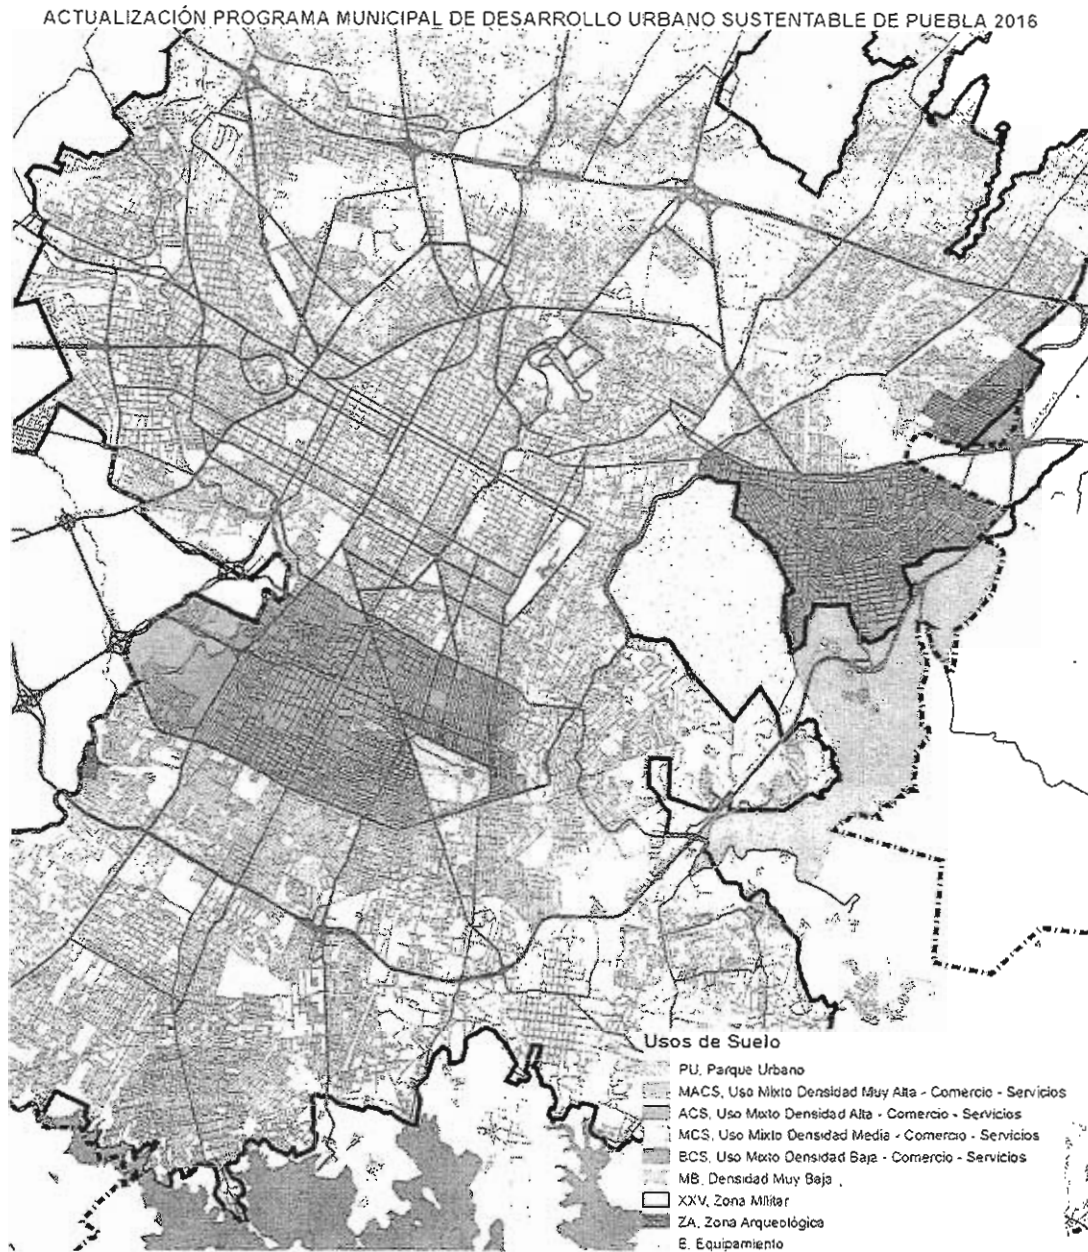 ACTUALIZACIÓN PROGRAMA MUNICIPAL DE DESARROLLO URBANO SUSTENTABLE DE PUEBLA 2016
Usos de Suelo
PU, Parque Urbano
MACS, Uso Mixto Densidad Muy Alta - Comercio - Servicios
ACS, Uso Mixto Densidad Alta - Comercio - Servicios
MCS, Uso Mixto Densidad Media - Comercio - Servicios
BCS, Uso Mixto Densidad Baja - Comercio - Servicios
MB, Densidad Muy Baja
XXV, Zona Militar
ZA, Zona Arqueológica
E, Equipamiento